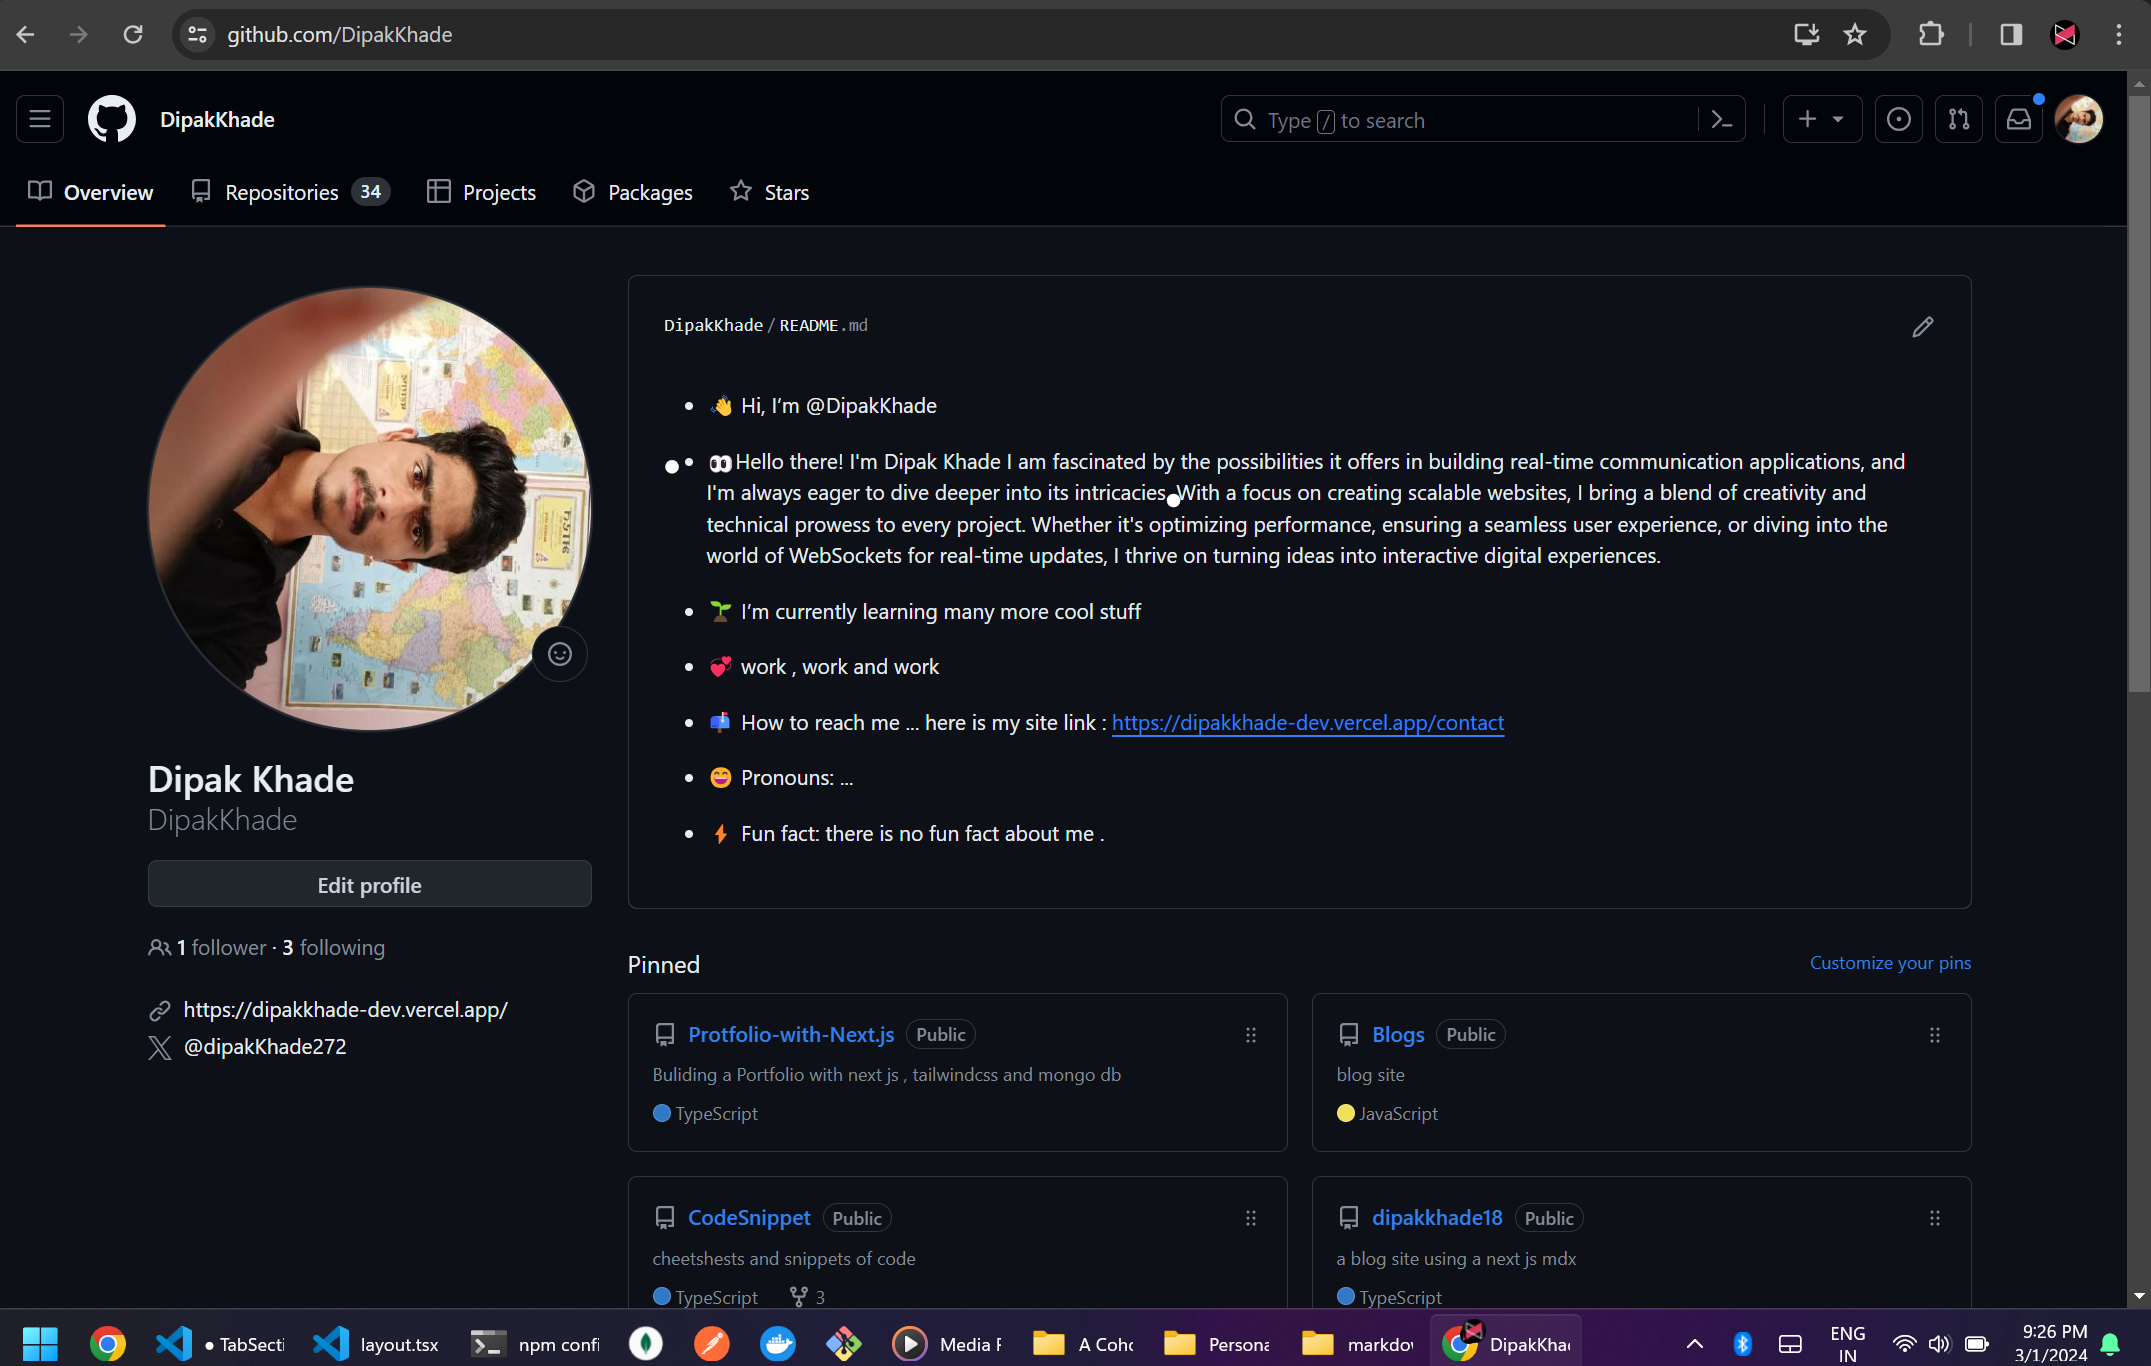 github.com/DipakKhade
DipakKhade
Type / to search
Overview
Repositories 34
Projects
Packages
Stars
DipakKhade/README.md
Hi, I’m @DipakKhade
Hello there! I'm Dipak Khade I am fascinated by the possibilities it offers in building real-time communication applications, and
I'm always eager to dive deeper into its intricacies. With a focus on creating scalable websites, I bring a blend of creativity and
technical prowess to every project. Whether it's optimizing performance, ensuring a seamless user experience, or diving into the
world of WebSockets for real-time updates, I thrive on turning ideas into interactive digital experiences.
I’m currently learning many more cool stuff
work , work and work
How to reach me ... here is my site link : https://dipakkhade-dev.vercel.app/contact
Pronouns: ...
Fun fact: there is no fun fact about me .
Dipak Khade
DipakKhade
Edit profile
1 follower · 3 following
https://dipakkhade-dev.vercel.app/
@dipakKhade272
Pinned
Customize your pins
Protfolio-with-Next.js Public
Buliding a Portfolio with next js , tailwindcss and mongo db
TypeScript
Blogs Public
blog site
JavaScript
CodeSnippet Public
cheetshests and snippets of code
TypeScript 3
dipakkhade18 Public
a blog site using a next js mdx
TypeScript
● TabSecti
layout.tsx
npm confi
Media
A Coho
Persona
markdov
DipakKha
ENG
IN
9:26 PM
3/1/2024